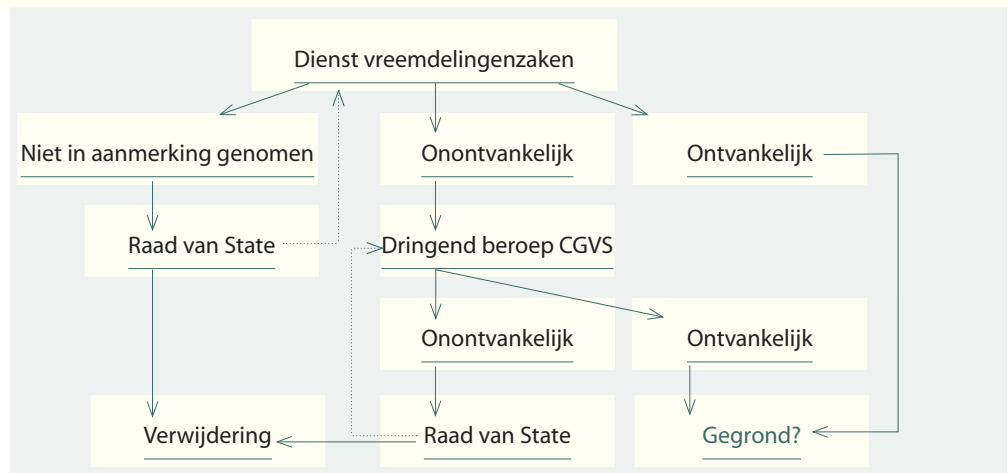 Dienst vreemdelingenzaken
Niet in aanmerking genomen
Onontvankelijk
Ontvankelijk
Raad van State
Dringend beroep CGVS
Onontvankelijk
Ontvankelijk
Verwijdering
Raad van State
Gegrond?